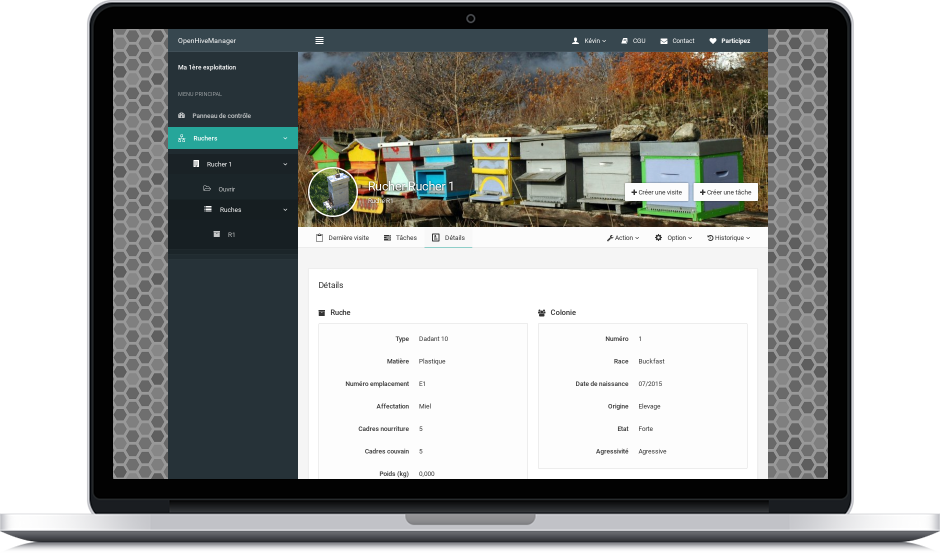 OpenHiveManager
Kévin
CGU
Contact
Participez
Ma 1ère exploitation
MENU PRINCIPAL
Panneau de contrôle
Ruchers
Rucher 1
Ouvrir
Ruches
R1
Rucher Rucher 1
Créer une visite
Créer une tâche
Dernière visite
Tâches
Détails
Action
Option
Historique
Détails
Ruche
Type Dadant 10
Matière Plastique
Numéro emplacement E1
Affectation Miel
Cadres nourriture 5
Cadres couvain 5
Poids (kg) 0,000
Colonie
Numéro 1
Race Buckfast
Date de naissance 07/2015
Origine Elevage
Etat Forte
Agressivité Agressive